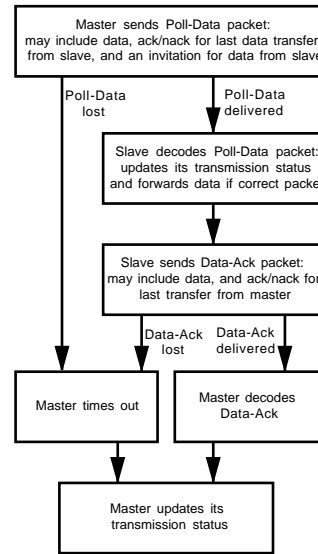 Master sends Poll-Data packet:
may include data, ack/nack for last data transfer
from slave, and an invitation for data from slave
Poll-Data
lost
Poll-Data
delivered
Slave decodes Poll-Data packet:
updates its transmission status
and forwards data if correct packet
Slave sends Data-Ack packet:
may include data, and ack/nack for
last transfer from master
Data-Ack
lost
Data-Ack
delivered
Master times out
Master decodes
Data-Ack
Master updates its
transmission status